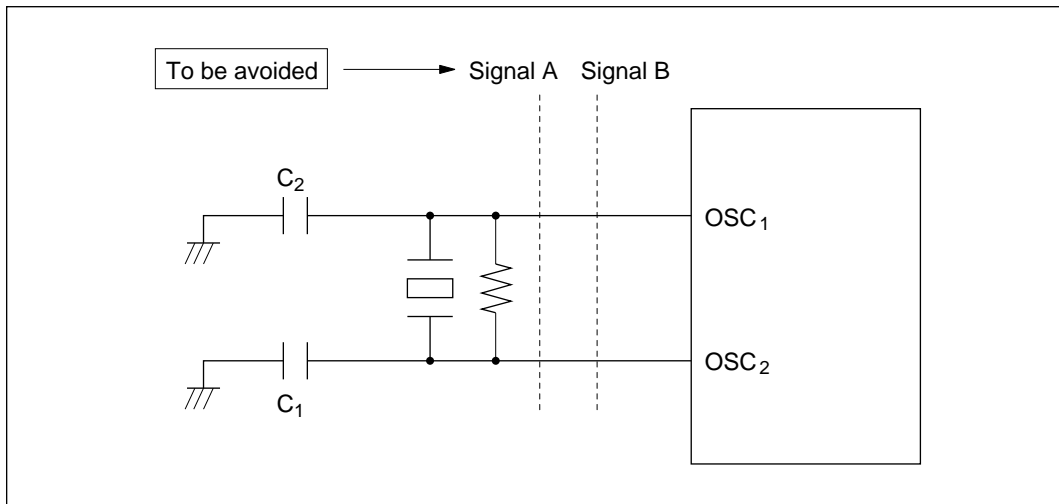 To be avoided
Signal A
Signal B
C2
OSC1
OSC2
C1